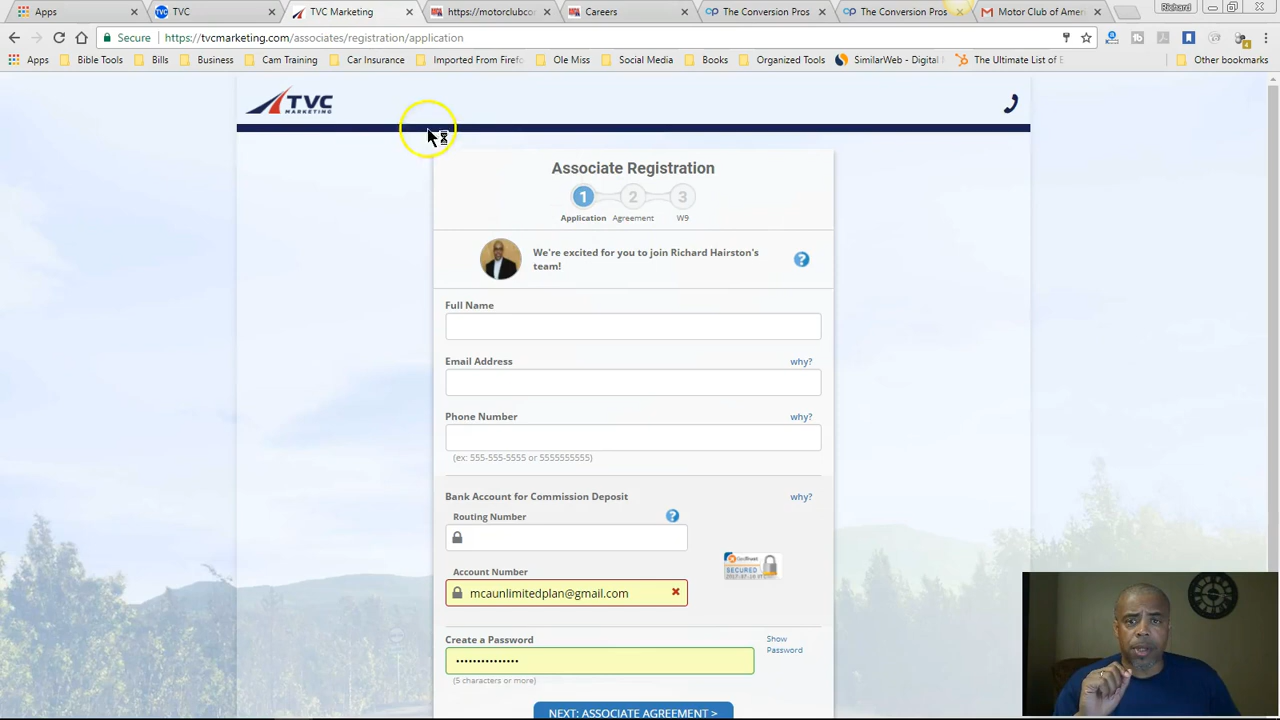 Apps
TVC
TVC Marketing
https://motorclubco
Careers
The Conversion Pros
The Conversion Pros
Motor Club of Amer
Richard
Secure
https://tvcmarketing.com/associates/registration/application
Apps
Bible Tools
Bills
Business
Cam Training
Car Insurance
Imported From Firef
Ole Miss
Social Media
Books
Organized Tools
SimilarWeb - Digital
The Ultimate List of E
Other bookmarks
TVC
MARKETING
Associate Registration
1 2 3
Application Agreement W9
We're excited for you to join Richard Hairston's
team!
Full Name
Email Address why?
Phone Number why?
(ex: 555-555-5555 or 5555555555)
Bank Account for Commission Deposit why?
Routing Number
SECURED
Account Number
mcaunlimitedplan@gmail.com
Create a Password
Show
Password
(5 characters or more)
NEXT: ASSOCIATE AGREEMENT >